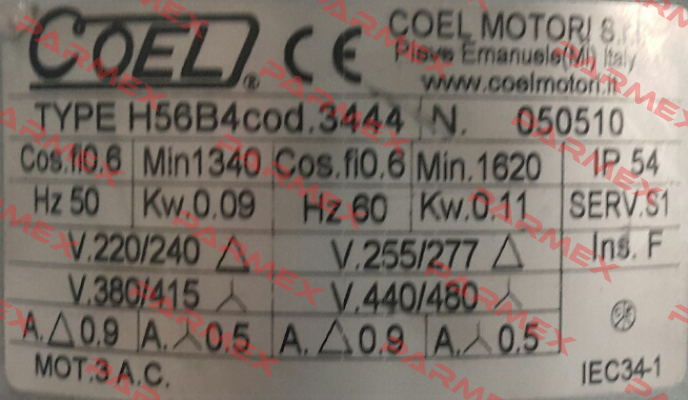 COEL ® CE COEL MOTORI S.r.l.
Pieve Emanuele(MI) Italy
www.coelmotori.it
TYPE H56B4cod.3444 N. 050510
Cos.fi0.6 Min1340 Cos.fi0.6 Min.1620 IP 54
Hz 50 Kw.0.09 Hz 60 Kw.0.11 SERV.S1
V.220/240 △ V.255/277 △ Ins. F
V.380/415 V.440/480
A.△0.9 A. 0.5 A.△0.9 A. 0.5
MOT.3 A.C. IEC34-1
PARMEX